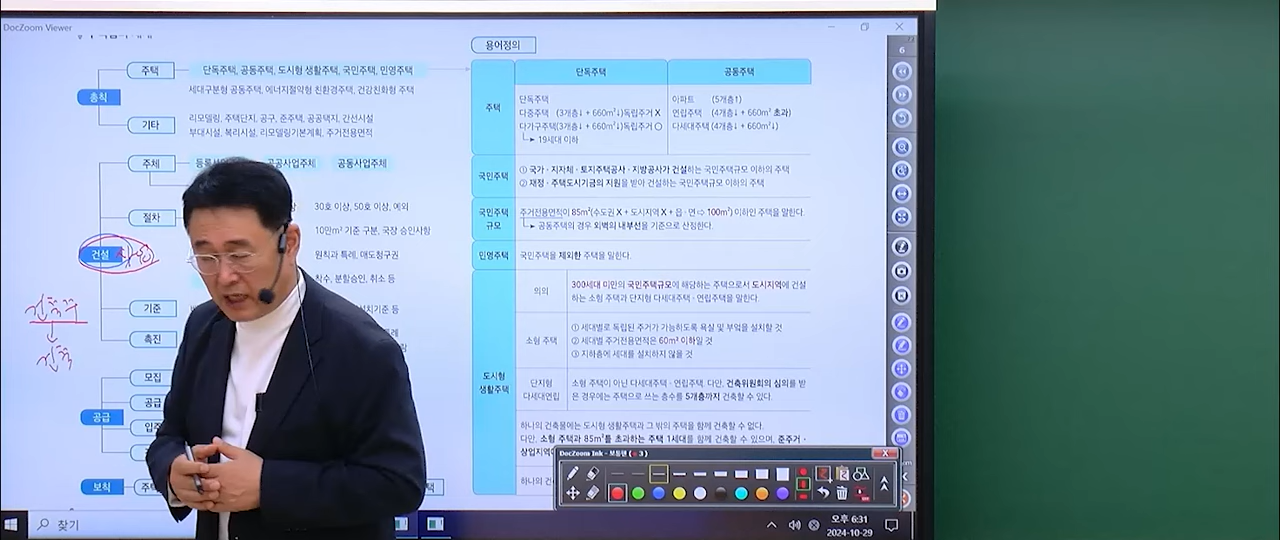 DocZoom Viewer
용어정의
6
주택
단독주택, 공동주택, 도시형 생활주택, 국민주택, 민영주택
총칙
세대구분형 공동주택, 에너지절약형 친환경주택, 건강친화형 주택
기타
리모델링, 주택단지, 공구, 준주택, 공공택지, 간선시설
부대시설, 복리시설, 리모델링기본계획, 주거전용면적
주체
공공사업주체
공동사업주체
절차
30호 이상, 50호 이상, 예외
10만m² 기준 구분, 국장 승인사항
건설
원칙과 특례, 매도청구권
착수, 분할승인, 취소 등
기준
설치기준 등
촉진
건축주
건축
모집
공급
공급
입주
보칙
단독주택
공동주택
주택
단독주택
다중주택 (3개층↓ + 660m²↓)독립주거 X
다가구주택(3개층↓ + 660m²↓)독립주거 ○
19세대 이하
아파트 (5개층↑)
연립주택 (4개층↓ + 660m² 초과)
다세대주택 (4개층↓ + 660m²↓)
국민주택
① 국가·지자체·토지주택공사·지방공사가 건설하는 국민주택규모 이하의 주택
② 재정·주택도시기금의 지원을 받아 건설하는 국민주택규모 이하의 주택
국민주택
규모
주거전용면적이 85m²(수도권 X + 도시지역 X + 읍·면 ⇨ 100m²) 이하인 주택을 말한다.
공동주택의 경우 외벽의 내부선을 기준으로 산정한다.
민영주택
국민주택을 제외한 주택을 말한다.
도시형
생활주택
의의
300세대 미만의 국민주택규모에 해당하는 주택으로서 도시지역에 건설
하는 소형 주택과 단지형 다세대주택·연립주택을 말한다.
소형 주택
① 세대별로 독립된 주거가 가능하도록 욕실 및 부엌을 설치할 것
② 세대별 주거전용면적은 60m² 이하일 것
③ 지하층에 세대를 설치하지 않을 것
단지형
다세대연립
소형 주택이 아닌 다세대주택·연립주택. 다만, 건축위원회의 심의를 받
은 경우에는 주택으로 쓰는 층수를 5개층까지 건축할 수 있다.
하나의 건축물에는 도시형 생활주택과 그 밖의 주택을 함께 건축할 수 없다.
다만, 소형 주택과 85m²를 초과하는 주택 1세대를 함께 건축할 수 있으며, 준주거·
상업지역에
하나의 건
DocZoom Ink - 보통펜 ( 3 )
찾기
오후 6:31
2024-10-29